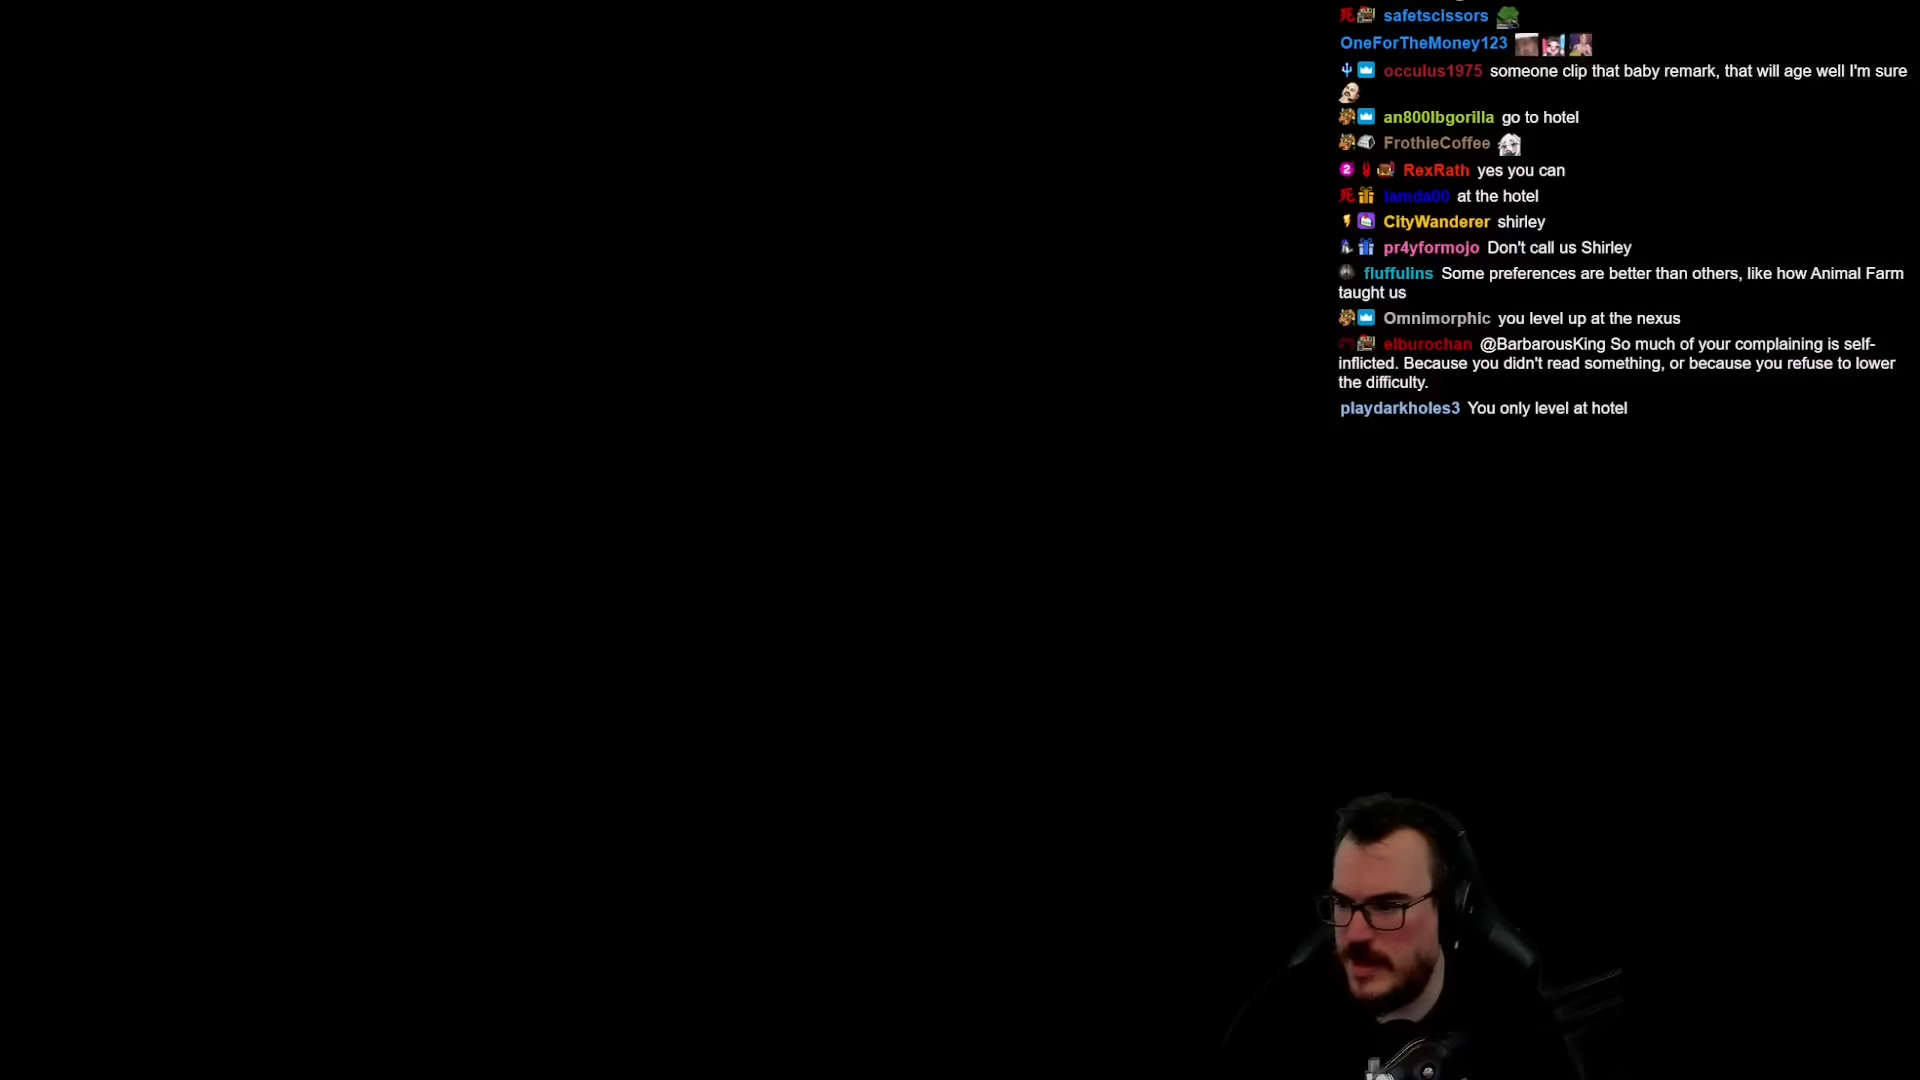 safetscissors
OneForTheMoney123
occulus1975 someone clip that baby remark, that will age well I'm sure
an800lbgorilla go to hotel
FrothieCoffee
2 RexRath yes you can
死 lamda00 at the hotel
CityWanderer shirley
pr4yformojo Don't call us Shirley
fluffulins Some preferences are better than others, like how Animal Farm
taught us
Omnimorphic you level up at the nexus
elburochan @BarbarousKing So much of your complaining is self-
inflicted. Because you didn't read something, or because you refuse to lower
the difficulty.
playdarkholes3 You only level at hotel